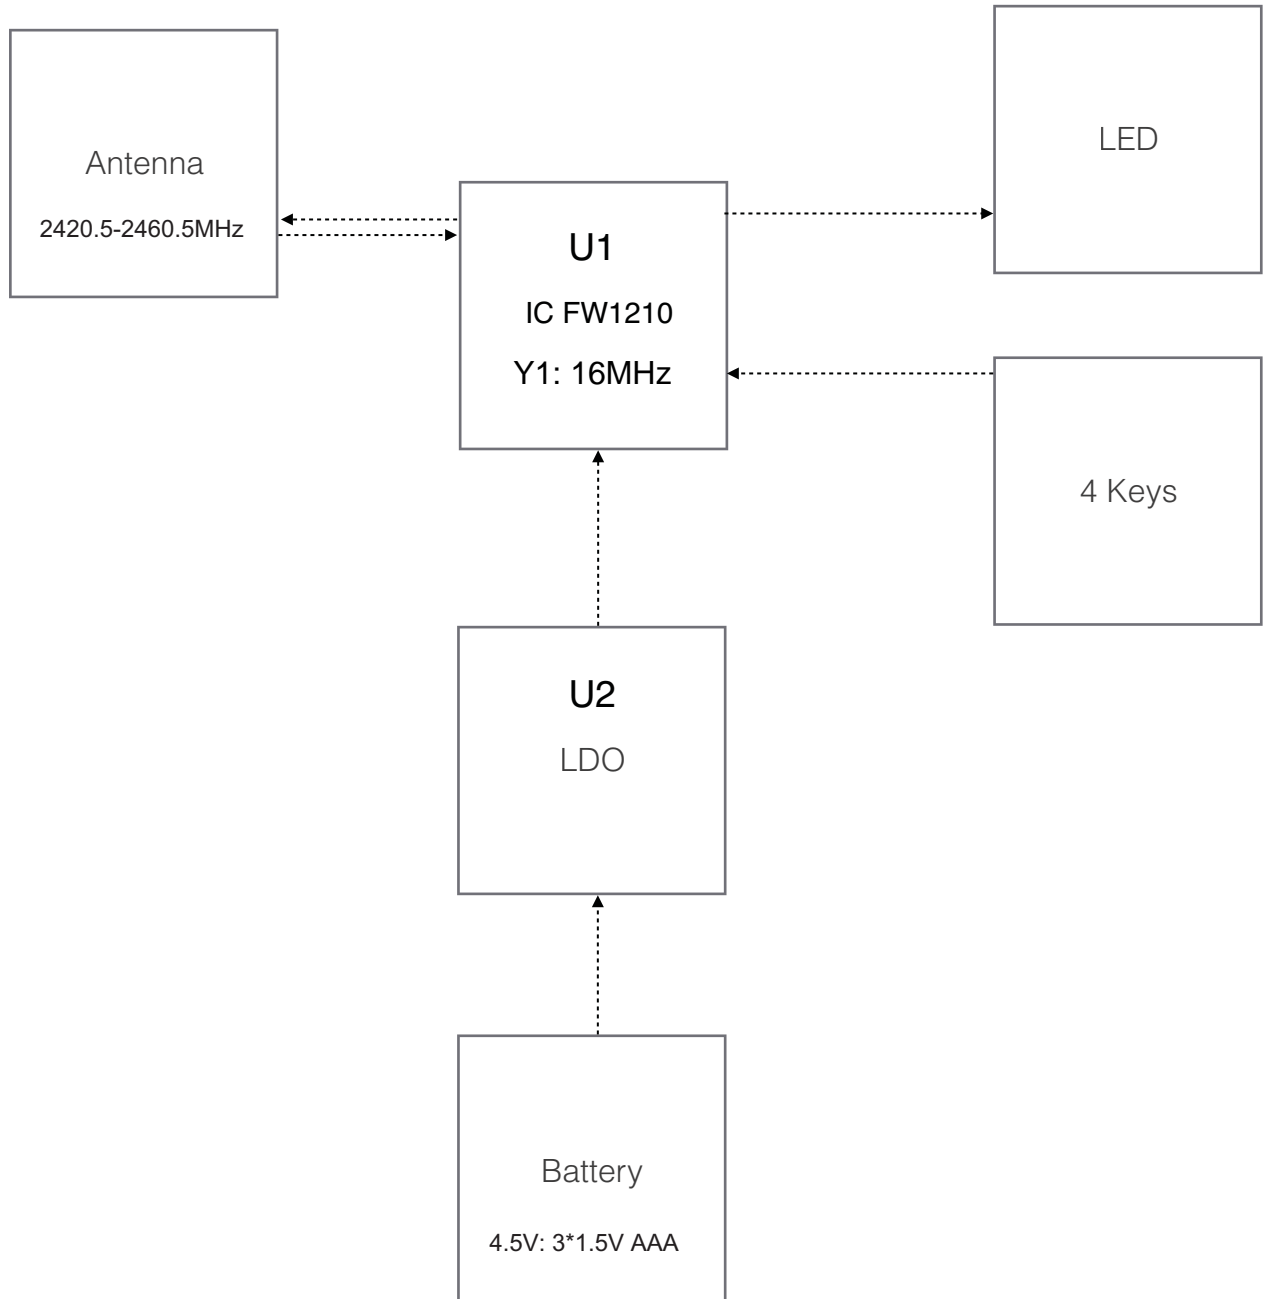 Antenna
2420.5-2460.5MHz
U1
IC FW1210
Y1: 16MHz
LED
4 Keys
U2
LDO
Battery
4.5V: 3*1.5V AAA